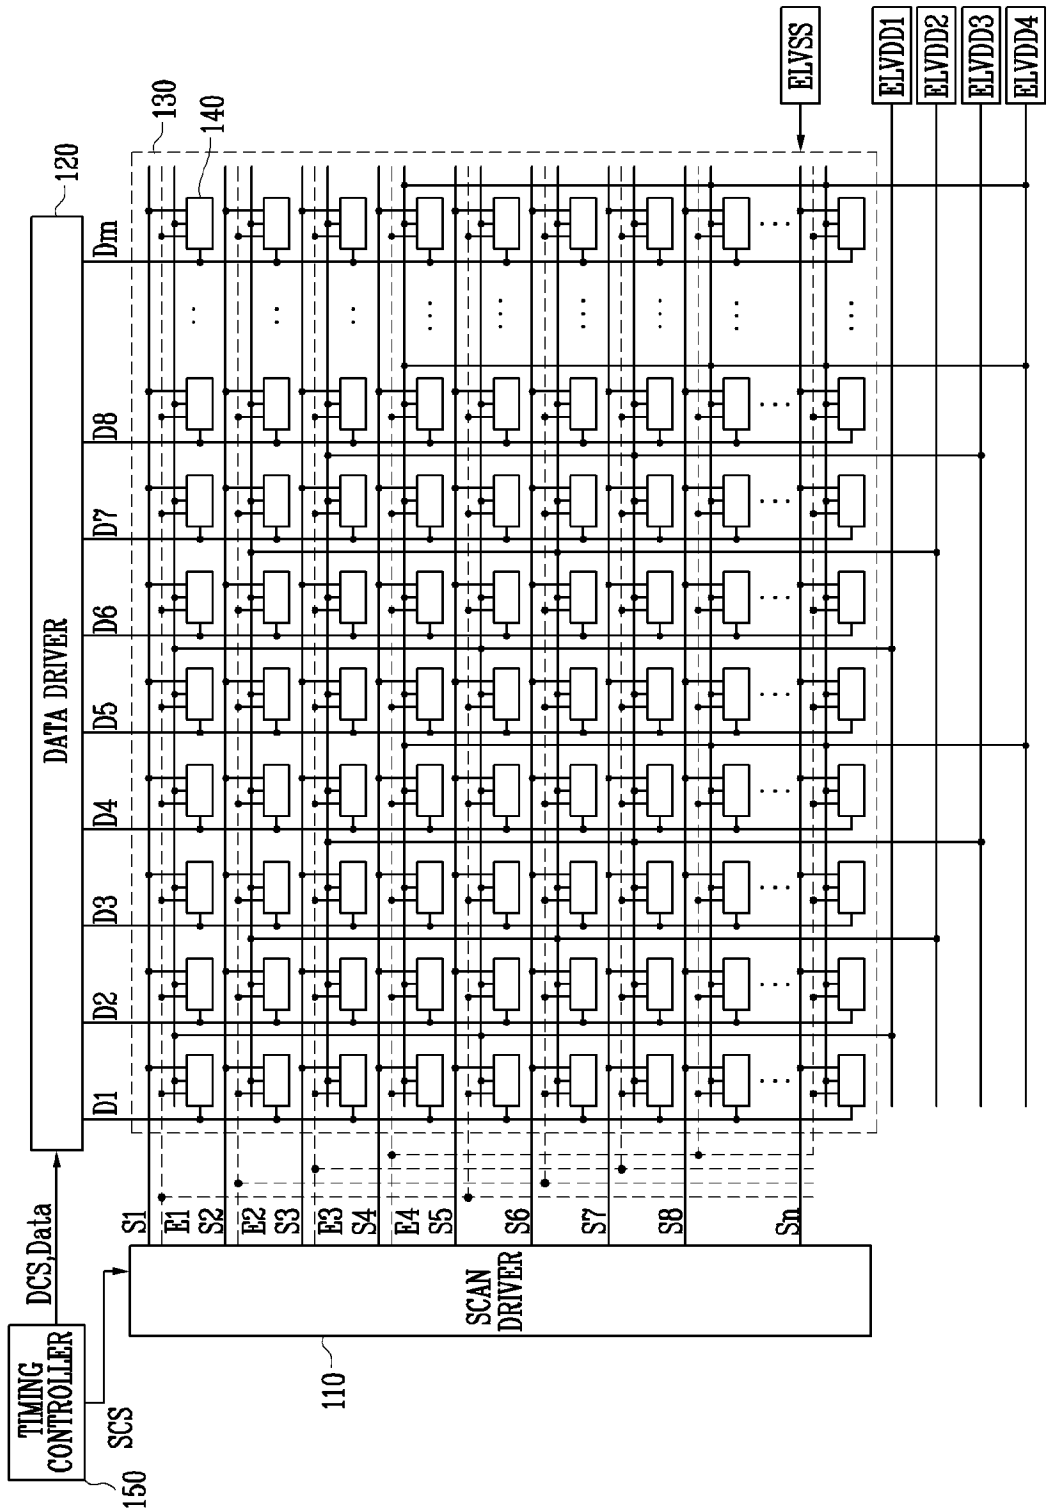 150
TIMING
CONTROLLER
SCS
DCS,Data
120
DATA DRIVER
D1
D2
D3
D4
D5
D6
D7
D8
Dm
130
140
110
SCAN
DRIVER
S1
E1
S2
E2
S3
E3
S4
E4
S5
S6
S7
S8
Sn
ELVSS
ELVDD1
ELVDD2
ELVDD3
ELVDD4